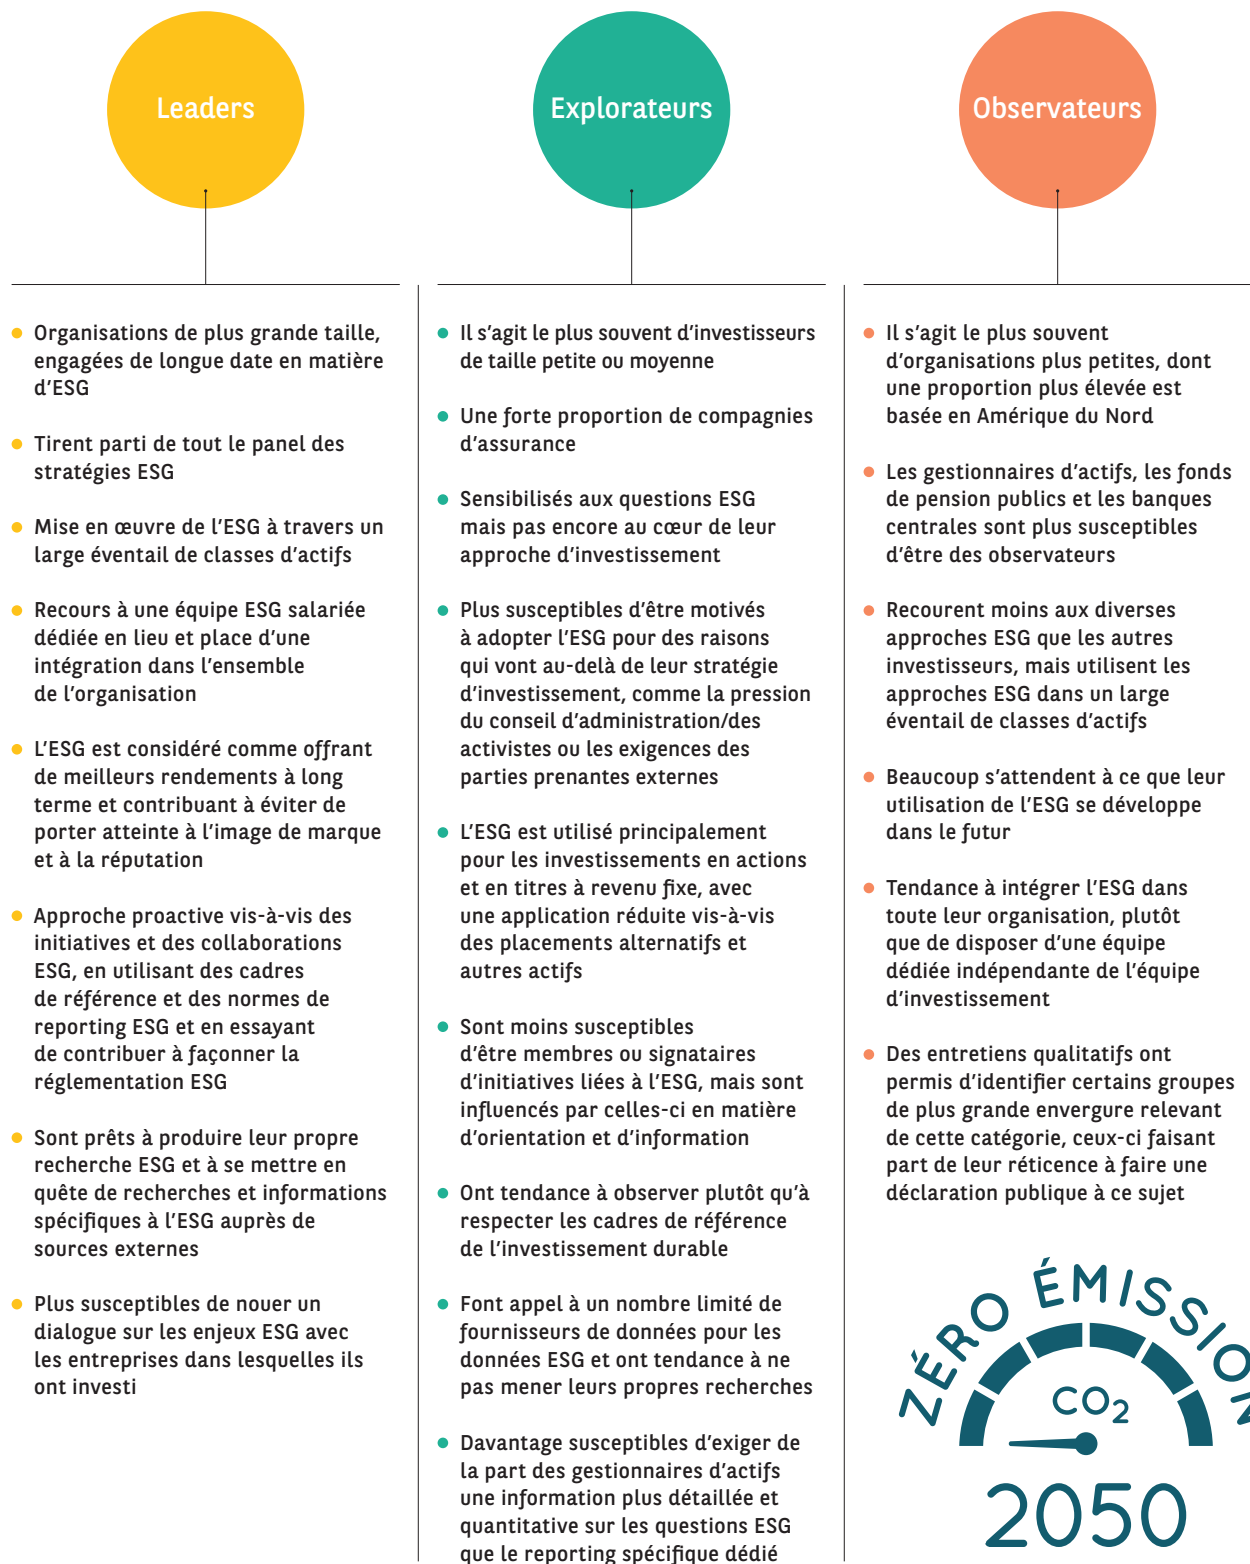 Leaders
Organisations de plus grande taille,
engagées de longue date en matière
d’ESG
Tirent parti de tout le panel des
stratégies ESG
Mise en œuvre de l’ESG à travers un
large éventail de classes d’actifs
Recours à une équipe ESG salariée
dédiée en lieu et place d’une
intégration dans l’ensemble
de l’organisation
L’ESG est considéré comme offrant
de meilleurs rendements à long
terme et contribuant à éviter de
porter atteinte à l’image de marque
et à la réputation
Approche proactive vis-à-vis des
initiatives et des collaborations
ESG, en utilisant des cadres
de référence et des normes de
reporting ESG et en essayant
de contribuer à façonner la
réglementation ESG
Sont prêts à produire leur propre
recherche ESG et à se mettre en
quête de recherches et informations
spécifiques à l’ESG auprès de
sources externes
Plus susceptibles de nouer un
dialogue sur les enjeux ESG avec
les entreprises dans lesquelles ils
ont investi
Explorateurs
Il s’agit le plus souvent d’investisseurs
de taille petite ou moyenne
Une forte proportion de compagnies
d’assurance
Sensibilisés aux questions ESG
mais pas encore au cœur de leur
approche d’investissement
Plus susceptibles d’être motivés
à adopter l’ESG pour des raisons
qui vont au-delà de leur stratégie
d’investissement, comme la pression
du conseil d’administration/des
activistes ou les exigences des
parties prenantes externes
L’ESG est utilisé principalement
pour les investissements en actions
et en titres à revenu fixe, avec
une application réduite vis-à-vis
des placements alternatifs et
autres actifs
Sont moins susceptibles
d’être membres ou signataires
d’initiatives liées à l’ESG, mais sont
influencés par celles-ci en matière
d’orientation et d’information
Ont tendance à observer plutôt qu’à
respecter les cadres de référence
de l’investissement durable
Font appel à un nombre limité de
fournisseurs de données pour les
données ESG et ont tendance à ne
pas mener leurs propres recherches
Davantage susceptibles d’exiger de
la part des gestionnaires d’actifs
une information plus détaillée et
quantitative sur les questions ESG
que le reporting spécifique dédié
Observateurs
Il s’agit le plus souvent
d’organisations plus petites, dont
une proportion plus élevée est
basée en Amérique du Nord
Les gestionnaires d’actifs, les fonds
de pension publics et les banques
centrales sont plus susceptibles
d’être des observateurs
Recourent moins aux diverses
approches ESG que les autres
investisseurs, mais utilisent les
approches ESG dans un large
éventail de classes d’actifs
Beaucoup s’attendent à ce que leur
utilisation de l’ESG se développe
dans le futur
Tendance à intégrer l’ESG dans
toute leur organisation, plutôt
que de disposer d’une équipe
dédiée indépendante de l’équipe
d’investissement
Des entretiens qualitatifs ont
permis d’identifier certains groupes
de plus grande envergure relevant
de cette catégorie, ceux-ci faisant
part de leur réticence à faire une
déclaration publique à ce sujet
ZÉRO ÉMISSION
CO₂
2050